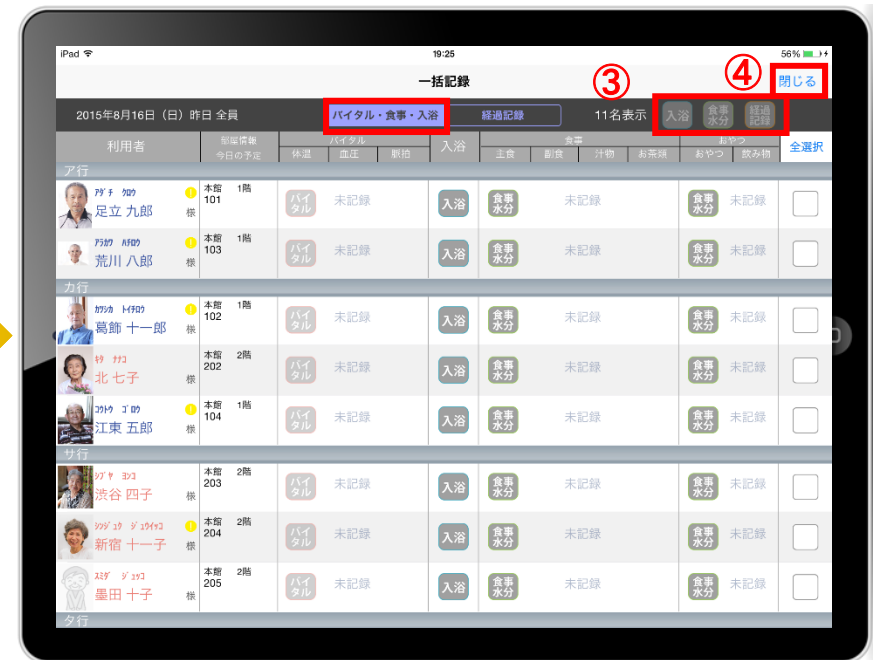 iPad 19:25 56%
一括記録
③ ④ 閉じる
2015年8月16日（日）昨日 全員 バイタル・食事・入浴 経過記録 11名表示 入浴 食事水分 経過記録
利用者 部屋情報 今日の予定 バイタル 体温 血圧 脈拍 入浴 食事 主食 副食 汁物 お茶類 おやつ おやつ 飲み物 全選択
ア行
ｱﾀﾞﾁ ｸﾛｳ 本館 1階
足立 九郎 様 101 バイタル 未記録 入浴 食事水分 未記録 食事水分 未記録
ｱﾗｶﾜ ﾊﾁﾛｳ 本館 1階
荒川 八郎 様 103 バイタル 未記録 入浴 食事水分 未記録 食事水分 未記録
カ行
ｶﾂｼｶ ﾄｲﾁﾛｳ 本館 1階
葛飾 十一郎 様 102 バイタル 未記録 入浴 食事水分 未記録 食事水分 未記録
ｷﾀ ﾅﾅｺ 本館 2階
北 七子 様 202 バイタル 未記録 入浴 食事水分 未記録 食事水分 未記録
ｺｳﾄｳ ｺﾞﾛｳ 本館 1階
江東 五郎 様 104 バイタル 未記録 入浴 食事水分 未記録 食事水分 未記録
サ行
ｼﾌﾞﾔ ﾖﾝｺ 本館 2階
渋谷 四子 様 203 バイタル 未記録 入浴 食事水分 未記録 食事水分 未記録
ｼﾝｼﾞｭｸ ｼﾞｭｳｲｯｺ 本館 2階
新宿 十一子 様 204 バイタル 未記録 入浴 食事水分 未記録 食事水分 未記録
ｽﾐﾀﾞ ｼﾞｭｯｺ 本館 2階
墨田 十子 様 205 バイタル 未記録 入浴 食事水分 未記録 食事水分 未記録
タ行